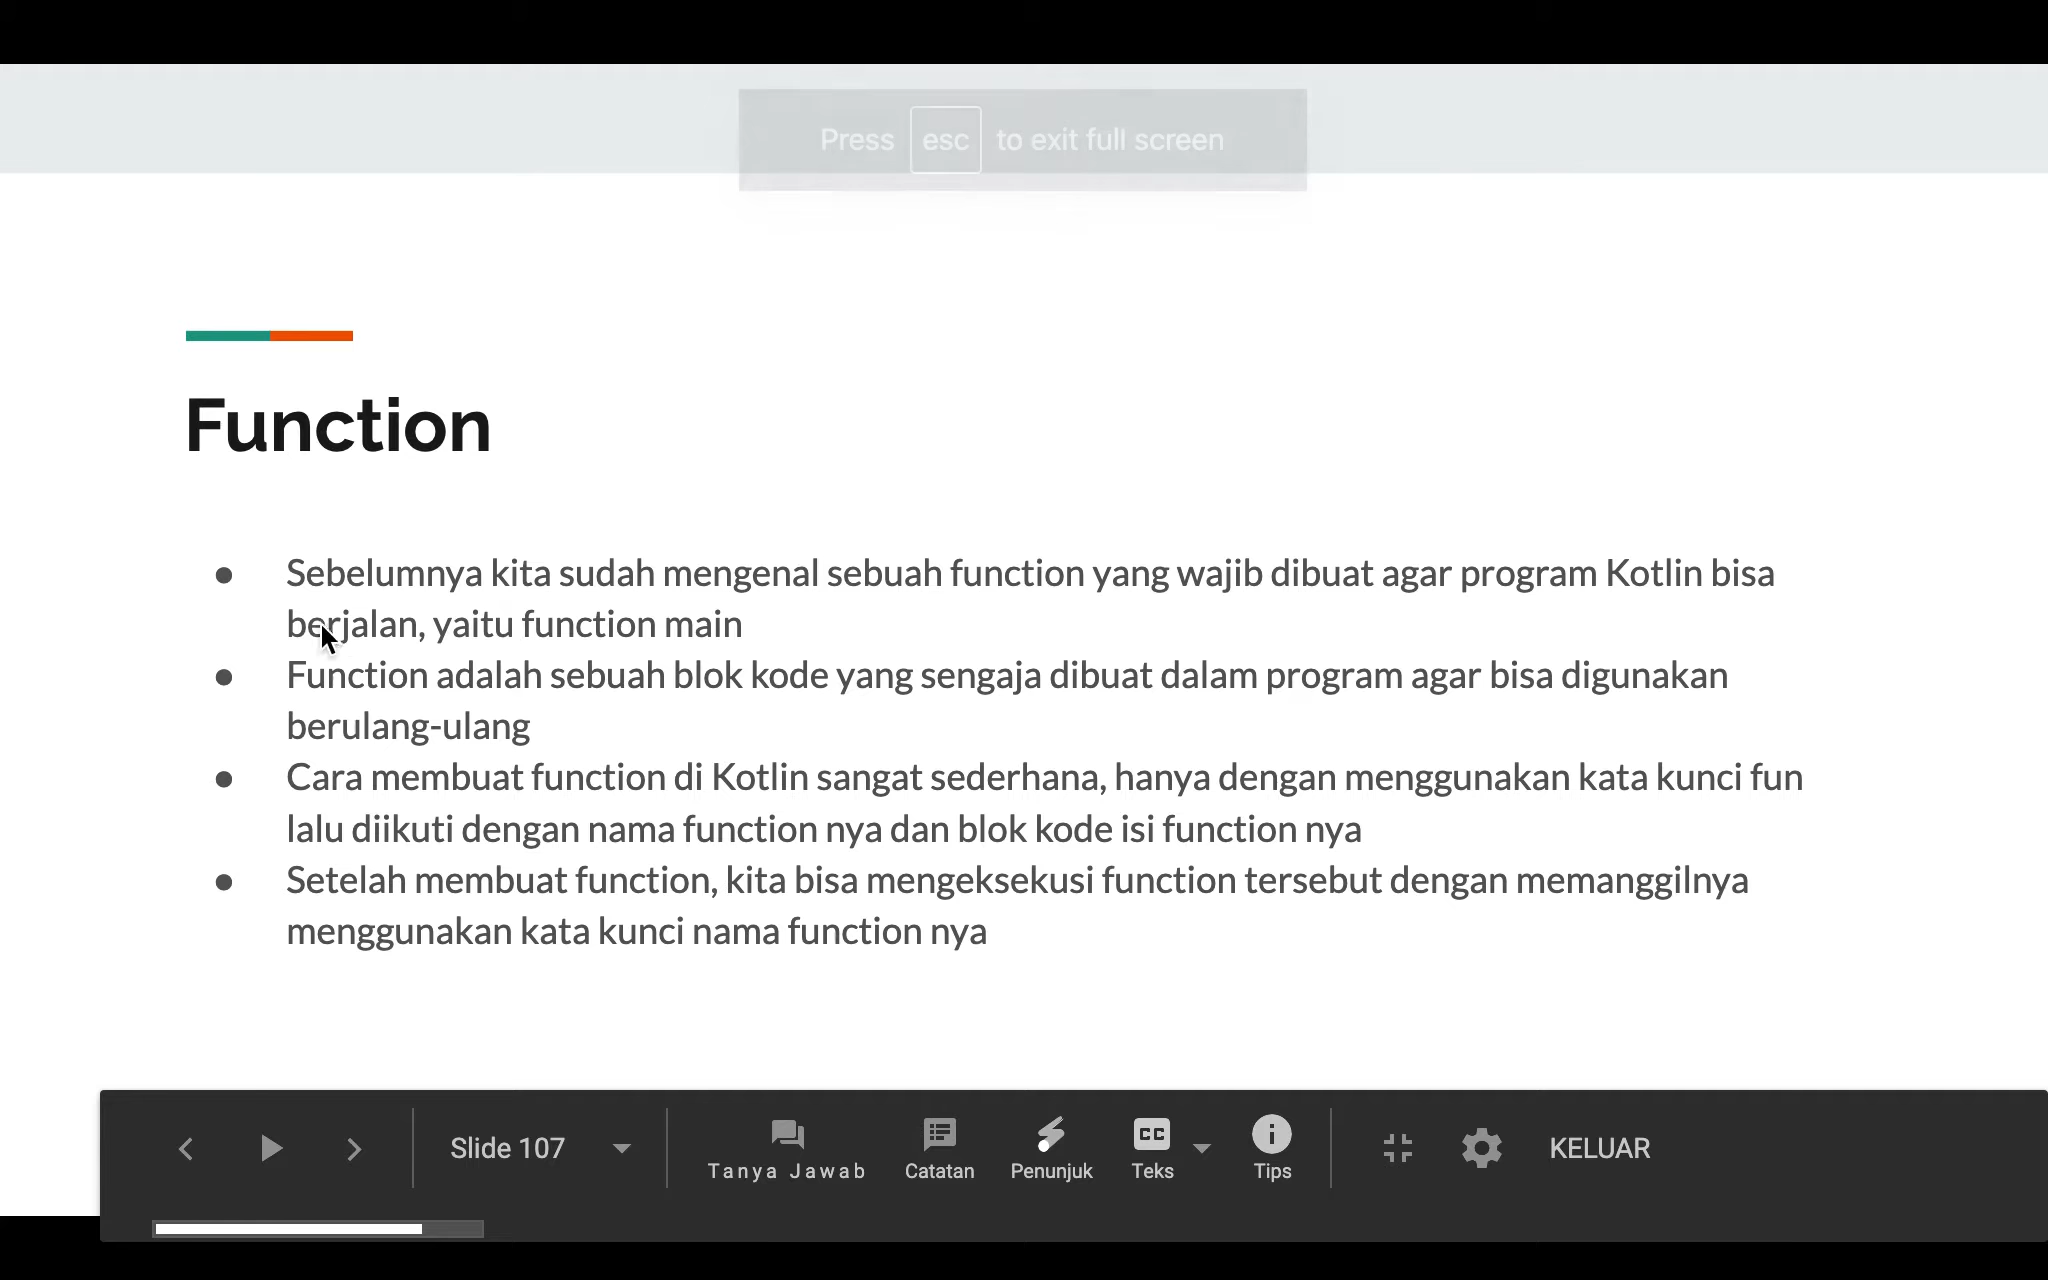 Press esc to exit full screen
Function
● Sebelumnya kita sudah mengenal sebuah function yang wajib dibuat agar program Kotlin bisa
berjalan, yaitu function main
● Function adalah sebuah blok kode yang sengaja dibuat dalam program agar bisa digunakan
berulang-ulang
● Cara membuat function di Kotlin sangat sederhana, hanya dengan menggunakan kata kunci fun
lalu diikuti dengan nama function nya dan blok kode isi function nya
● Setelah membuat function, kita bisa mengeksekusi function tersebut dengan memanggilnya
menggunakan kata kunci nama function nya
Slide 107
Tanya Jawab
Catatan
Penunjuk
CC
Teks
Tips
KELUAR